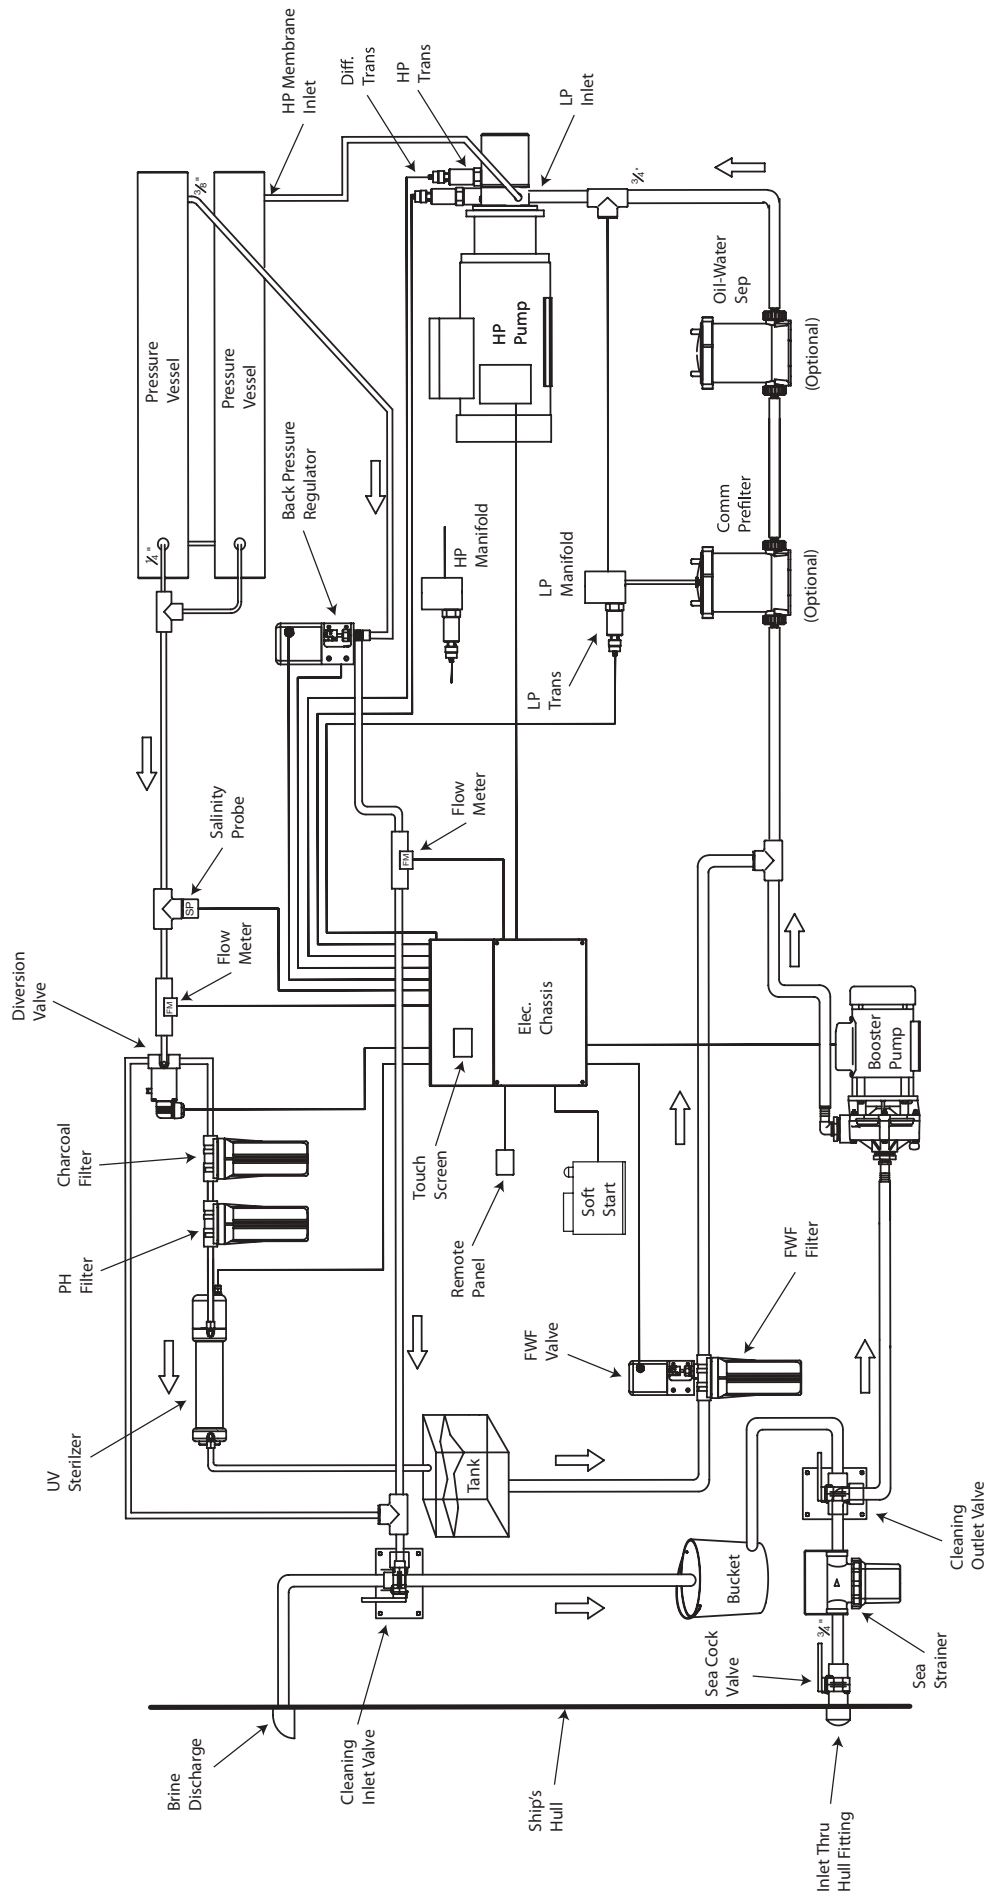 HP Membrane
Inlet
Diff.
Trans
HP
Trans
LP
Inlet
3/8"
3/4"
Pressure
Vessel
Pressure
Vessel
1/4"
HP
Pump
Oil-Water
Sep
(Optional)
Back Pressure
Regulator
HP
Manifold
LP
Manifold
Comm
Prefilter
(Optional)
LP
Trans
Salinity
Probe
SP
Flow
Meter
FM
Flow
Meter
FM
Diversion
Valve
Elec.
Chassis
Booster
Pump
Charcoal
Filter
PH
Filter
Touch
Screen
Remote
Panel
Soft
Start
FWF
Valve
FWF
Filter
UV
Sterilzer
Tank
Bucket
Cleaning
Outlet Valve
Sea Cock
Valve
3/4"
Sea
Strainer
Brine
Discharge
Cleaning
Inlet Valve
Ship's
Hull
Inlet Thru
Hull Fitting